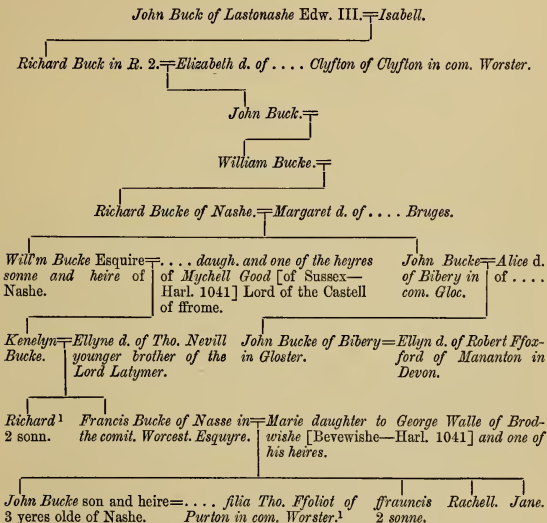 John Buck of Lastonashe Edw. III.=Isabell.
Richard Buck in R. 2.=Elizabeth d. of .... Clyfton of Clyfton in com. Worster.
John Buck.=
William Bucke.=
Richard Bucke of Nashe.=Margaret d. of .... Bruges.
Will'm Bucke Esquire=.... daugh. and one of the heyres
sonne and heire of
Nashe.
of Mychell Good [of Sussex—
Harl. 1041] Lord of the Castell
of ffrome.
John Bucke=Alice d.
of Bibery in of ....
com. Gloc.
Kenelyn=Ellyne d. of Tho. Nevill
Bucke. younger brother of the
Lord Latymer.
John Bucke of Bibery=Ellyn d. of Robert Ffox-
in Gloster. ford of Mananton in
Devon.
Richard¹
2 sonn.
Francis Bucke of Nasse in=Marie daughter to George Walle of Brod-
the comit. Worcest. Esquyre. wishe [Bevewishe—Harl. 1041] and one of
his heires.
John Bucke son and heire=.... filia Tho. Ffoliot of
3 yeres olde of Nashe. Purton in com. Worster.¹
ffrauncis
2 sonne.
Rachell.
Jane.